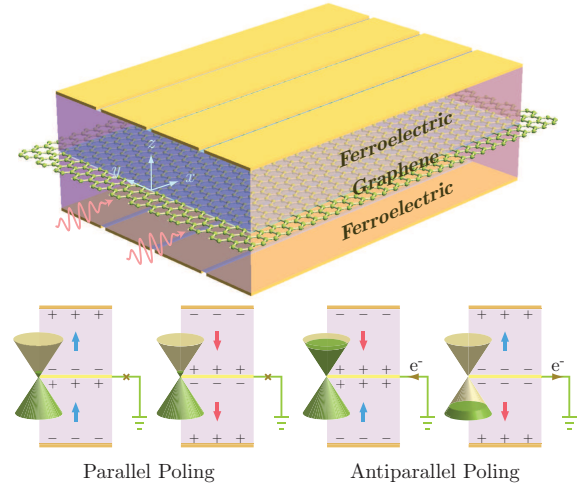 Ferroelectric
Graphene
Ferroelectric
z
y
x
+ + + − − − − − − + + +
− − + + + + + + − −
e-
e-
+ + − − + + + − −
− − − + + + − − − + + +
Parallel Poling
Antiparallel Poling